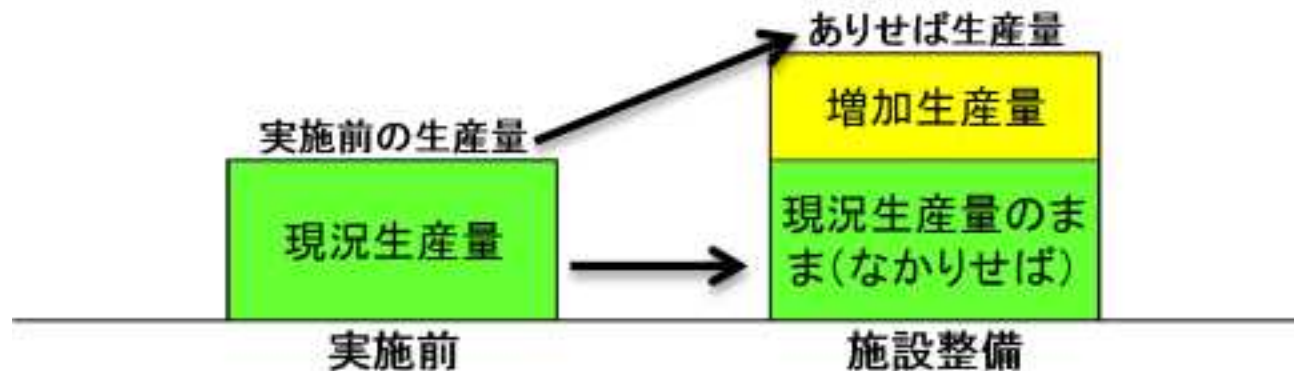 ありせば生産量
増加生産量
実施前の生産量
現況生産量
現況生産量のま
ま(なかりせば)
実施前
施設整備